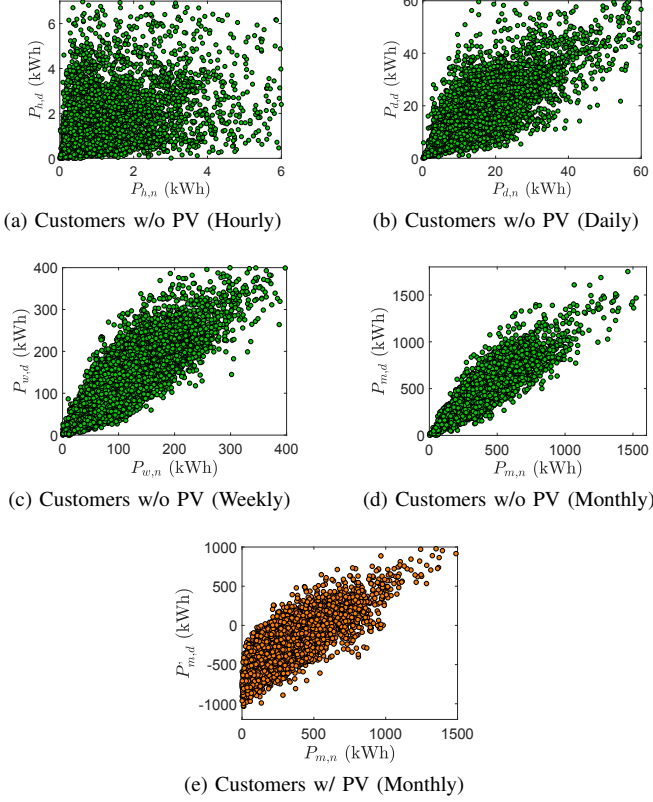 6
4
2
0
0 2 4 6
P_{h,d} (kWh)
P_{h,n} (kWh)
(a) Customers w/o PV (Hourly)
60
40
20
0
0 20 40 60
P_{d,d} (kWh)
P_{d,n} (kWh)
(b) Customers w/o PV (Daily)
400
300
200
100
0
0 100 200 300 400
P_{w,d} (kWh)
P_{w,n} (kWh)
(c) Customers w/o PV (Weekly)
1500
1000
500
0
0 500 1000 1500
P_{m,d} (kWh)
P_{m,n} (kWh)
(d) Customers w/o PV (Monthly)
1000
500
0
-500
-1000
0 500 1000 1500
P'_{m,d} (kWh)
P_{m,n} (kWh)
(e) Customers w/ PV (Monthly)